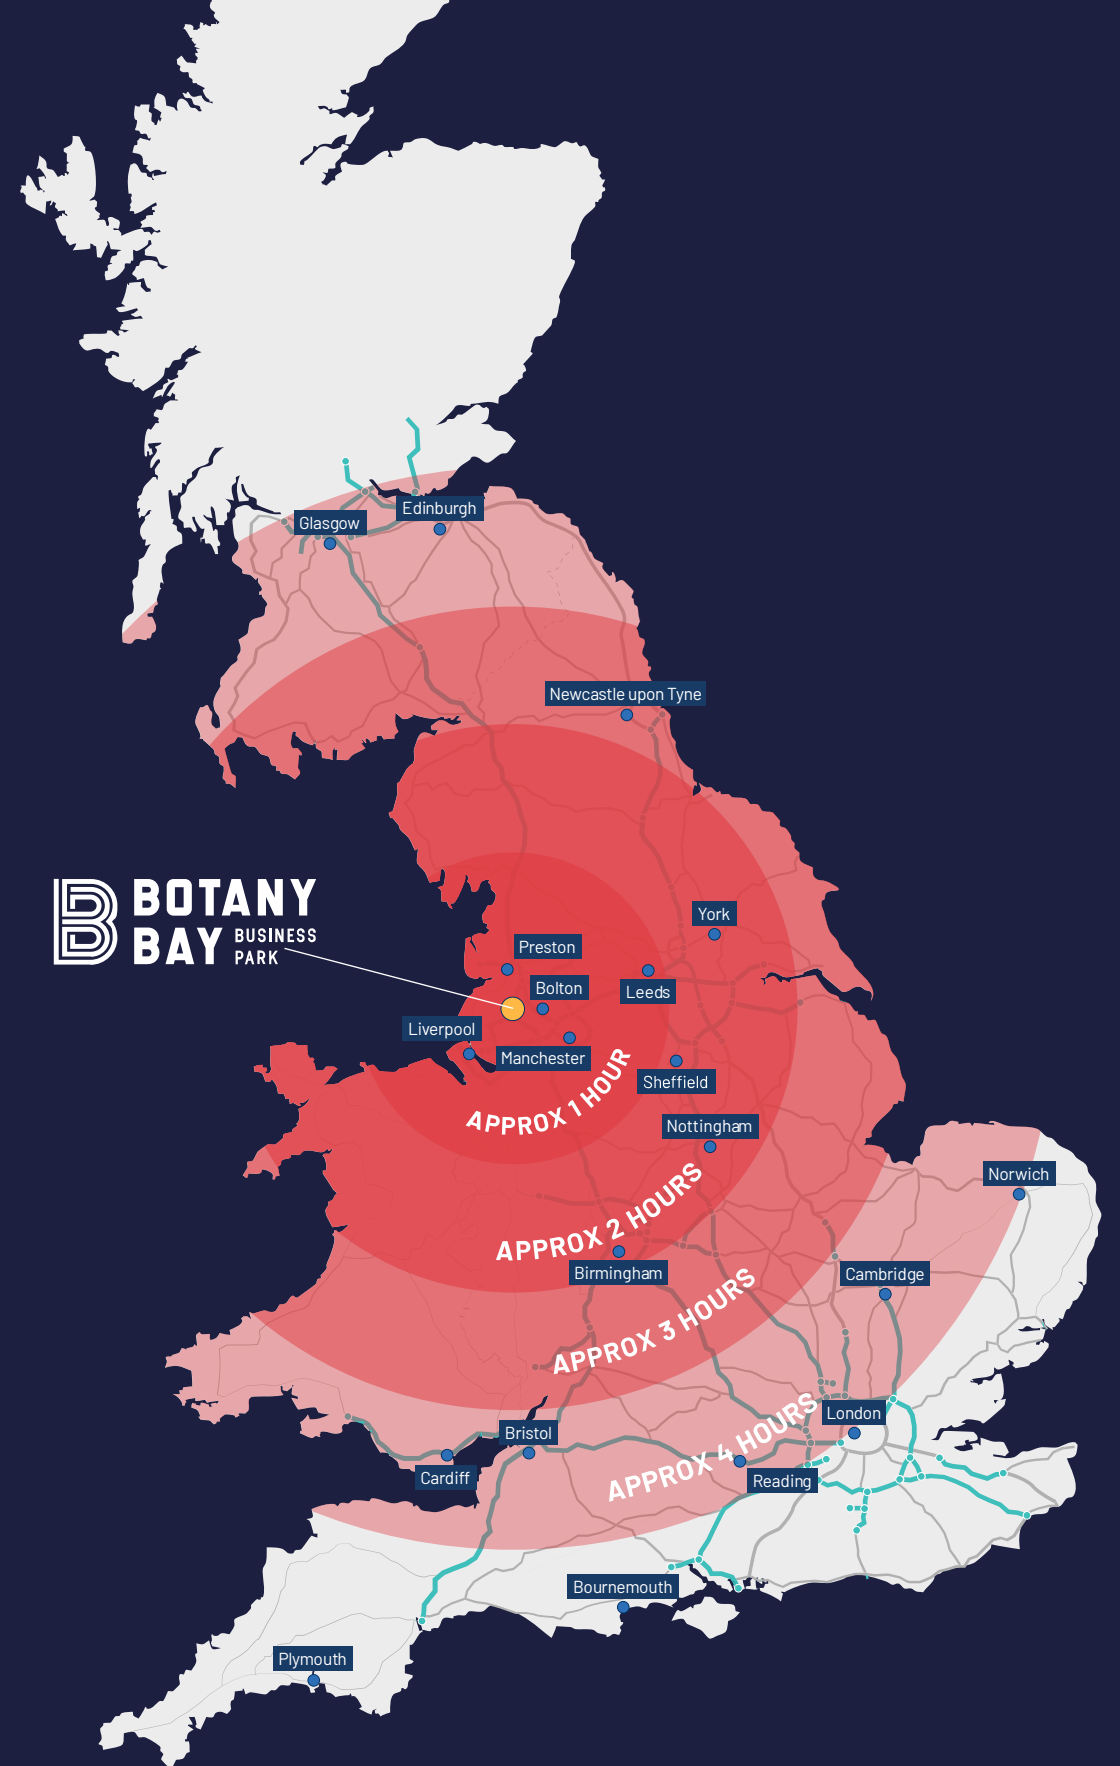 Edinburgh
Glasgow
Newcastle upon Tyne
BOTANY
BAY BUSINESS
PARK
York
Preston
Bolton
Leeds
Liverpool
Manchester
Sheffield
APPROX 1 HOUR
Nottingham
Norwich
APPROX 2 HOURS
Birmingham
Cambridge
APPROX 3 HOURS
London
Bristol
APPROX 4 HOURS
Cardiff
Reading
Bournemouth
Plymouth